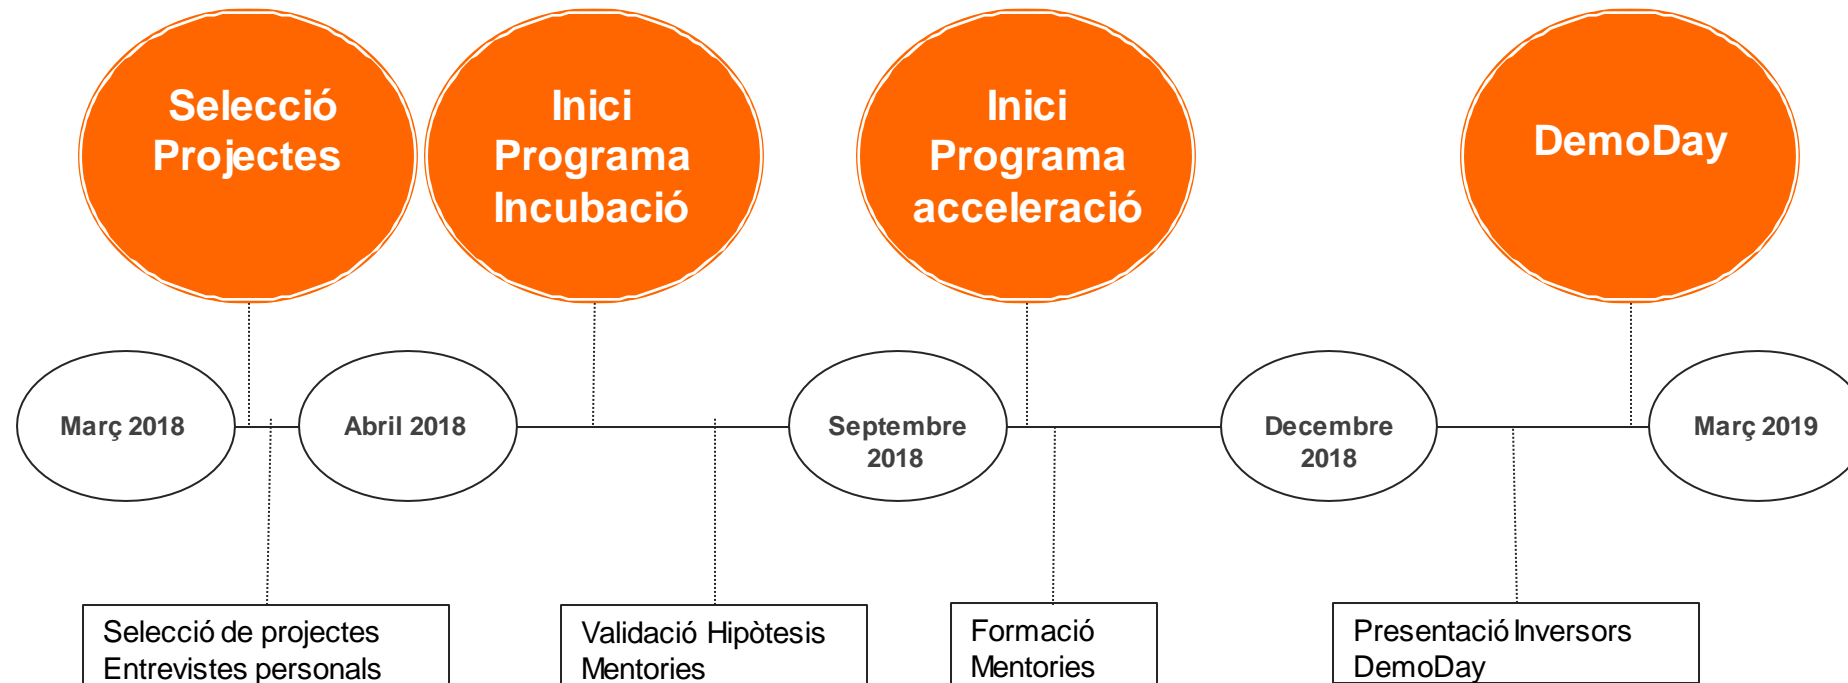 Selecció
Projectes
Inici
Programa
Incubació
Inici
Programa
acceleració
DemoDay
Març 2018
Abril 2018
Septembre
2018
Decembre
2018
Març 2019
Selecció de projectes
Entrevistes personals
Validació Hipòtesis
Mentories
Formació
Mentories
Presentació Inversors
DemoDay